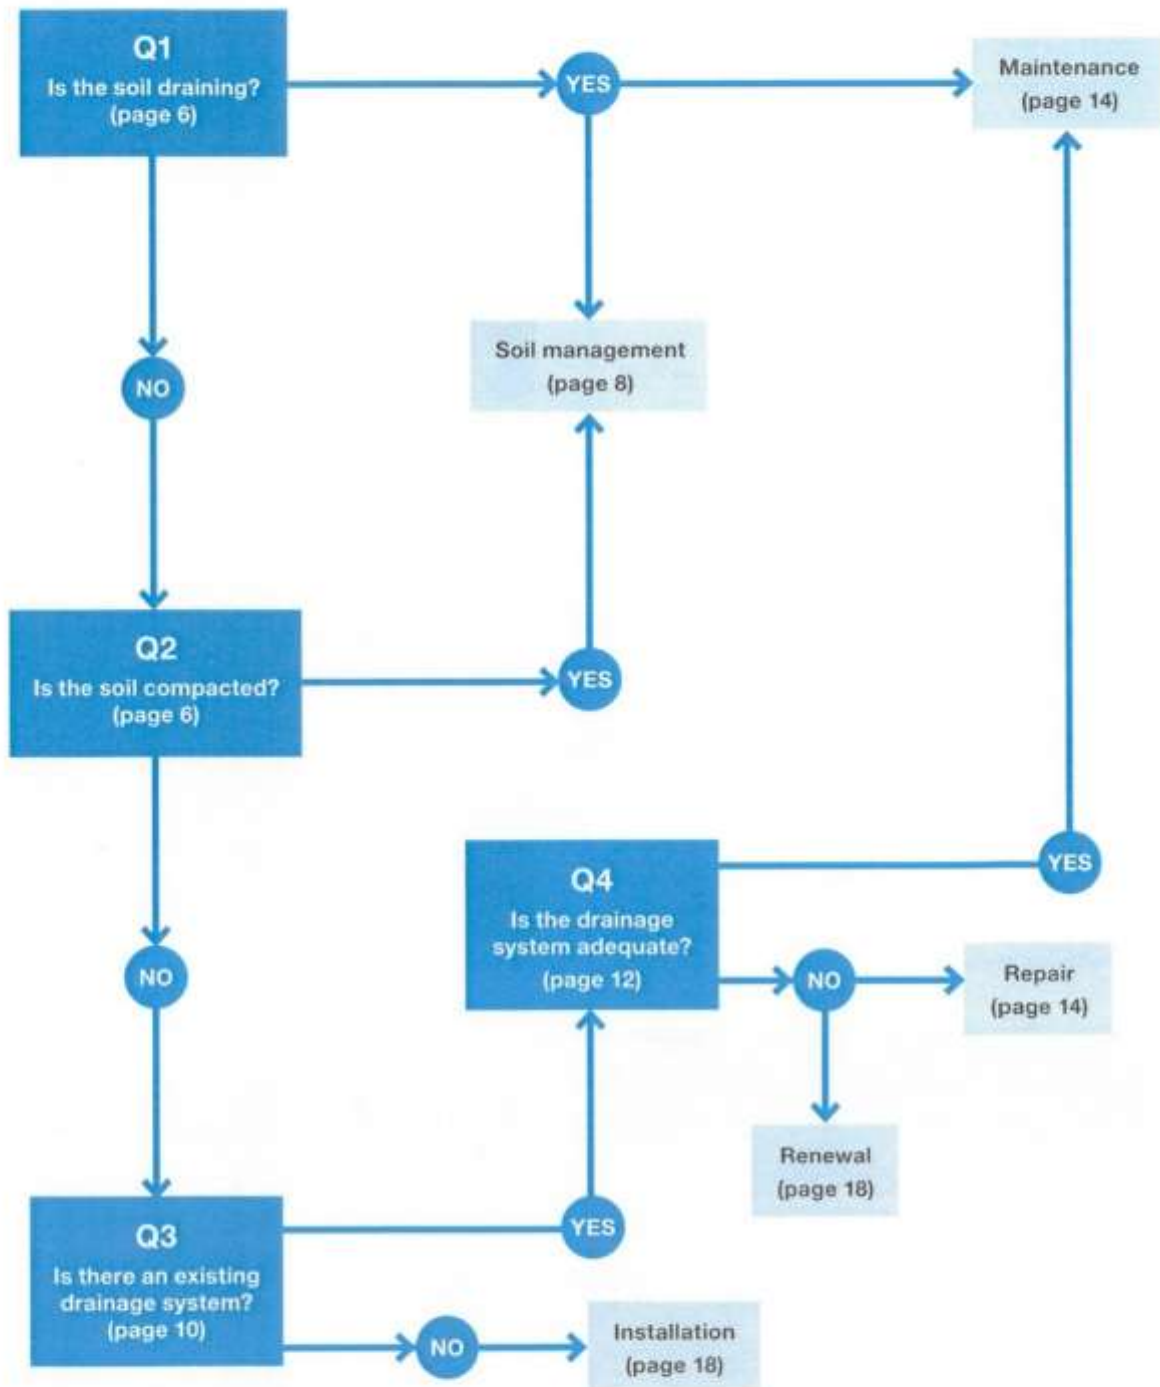 Q1
Is the soil draining?
(page 6)
YES
Maintenance
(page 14)
Soil management
(page 8)
NO
Q2
Is the soil compacted?
(page 6)
YES
Q4
Is the drainage
system adequate?
(page 12)
YES
NO
Repair
(page 14)
NO
Renewal
(page 18)
Q3
Is there an existing
drainage system?
(page 10)
YES
NO
Installation
(page 18)